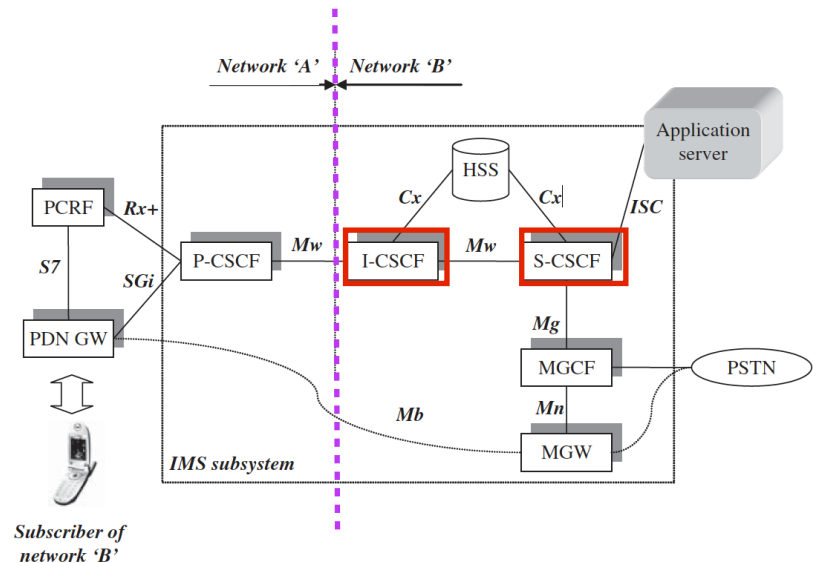 Network ‘A’
Network ‘B’
Application
server
HSS
PCRF
Rx+
Cx
Cx
ISC
S7
SGi
P-CSCF
Mw
I-CSCF
Mw
S-CSCF
PDN GW
Mg
MGCF
PSTN
Mb
Mn
MGW
IMS subsystem
Subscriber of
network ‘B’